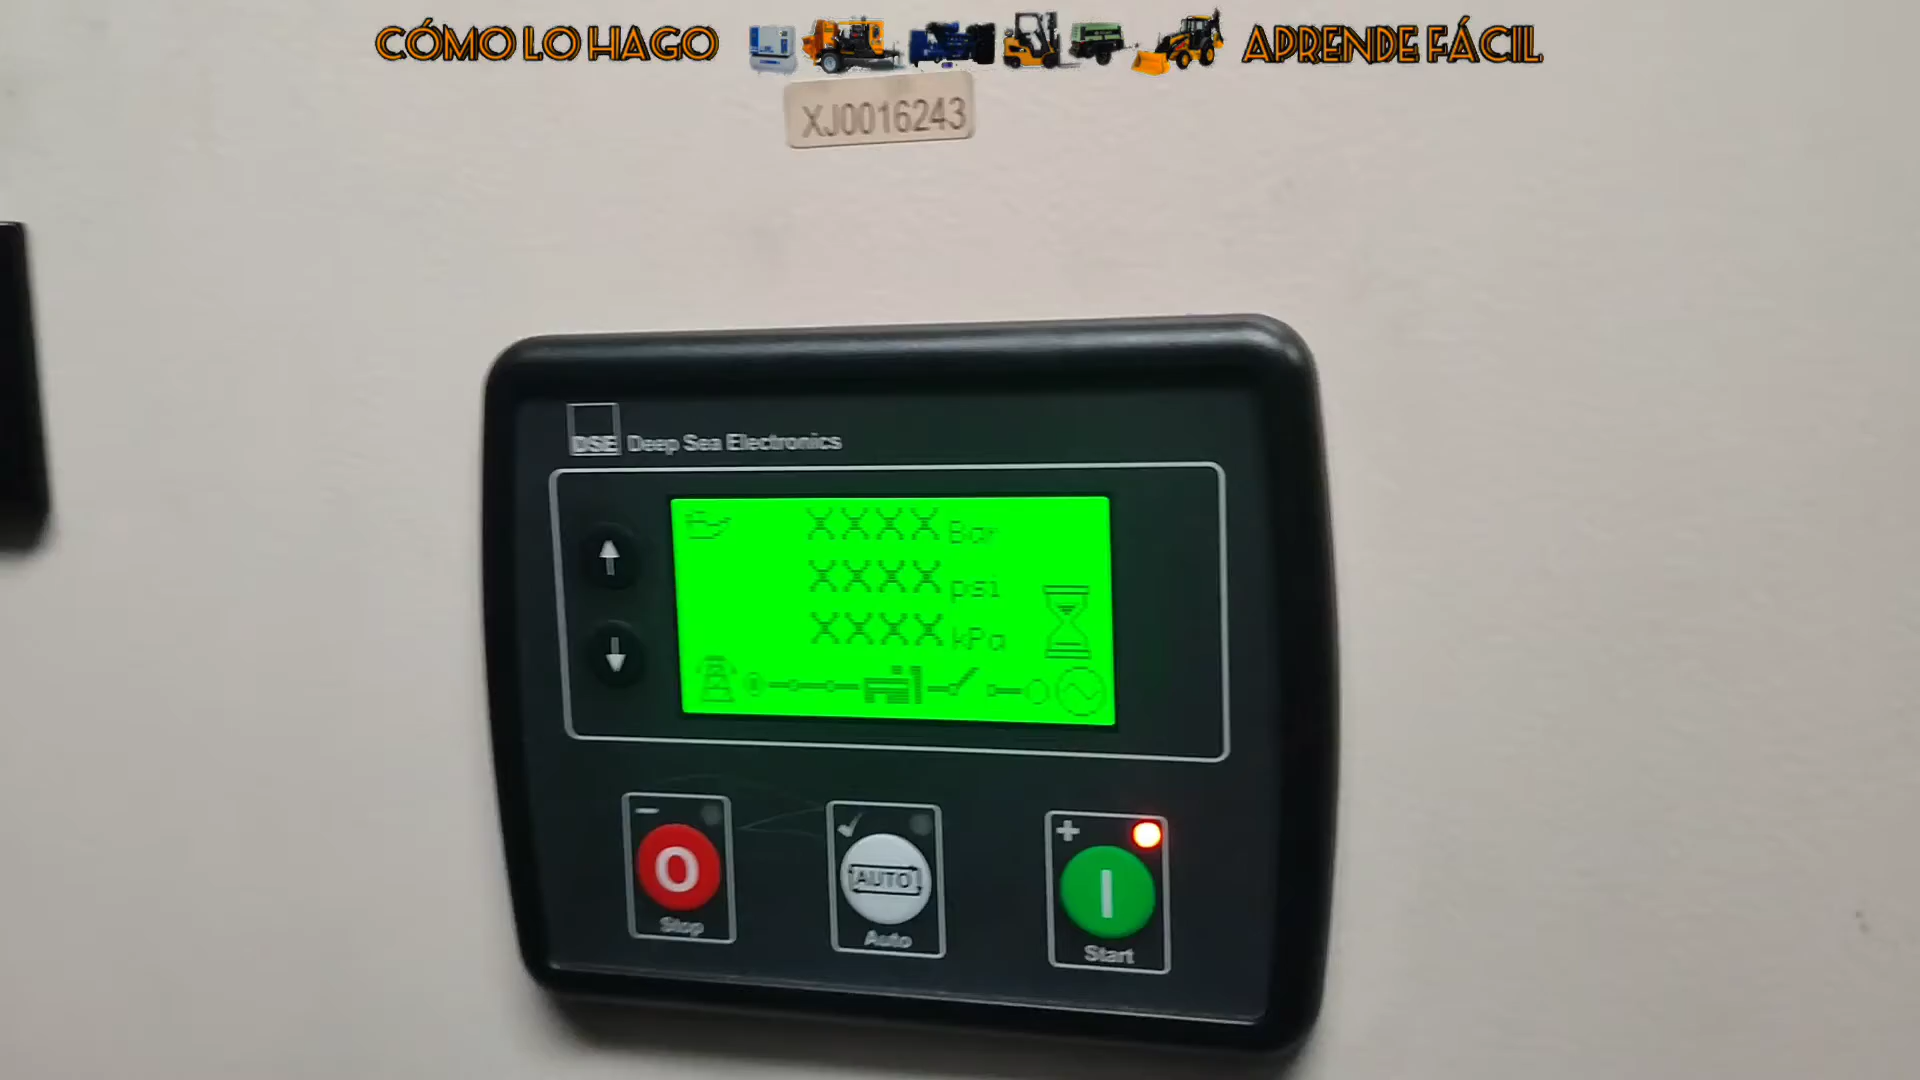 CÓMO LO HAGO APRENDE FÁCIL
XJ0016243
DSE Deep Sea Electronics
XXXX Bar
XXXX psi
XXXX kPa
O AUTO I
Stop Auto Start